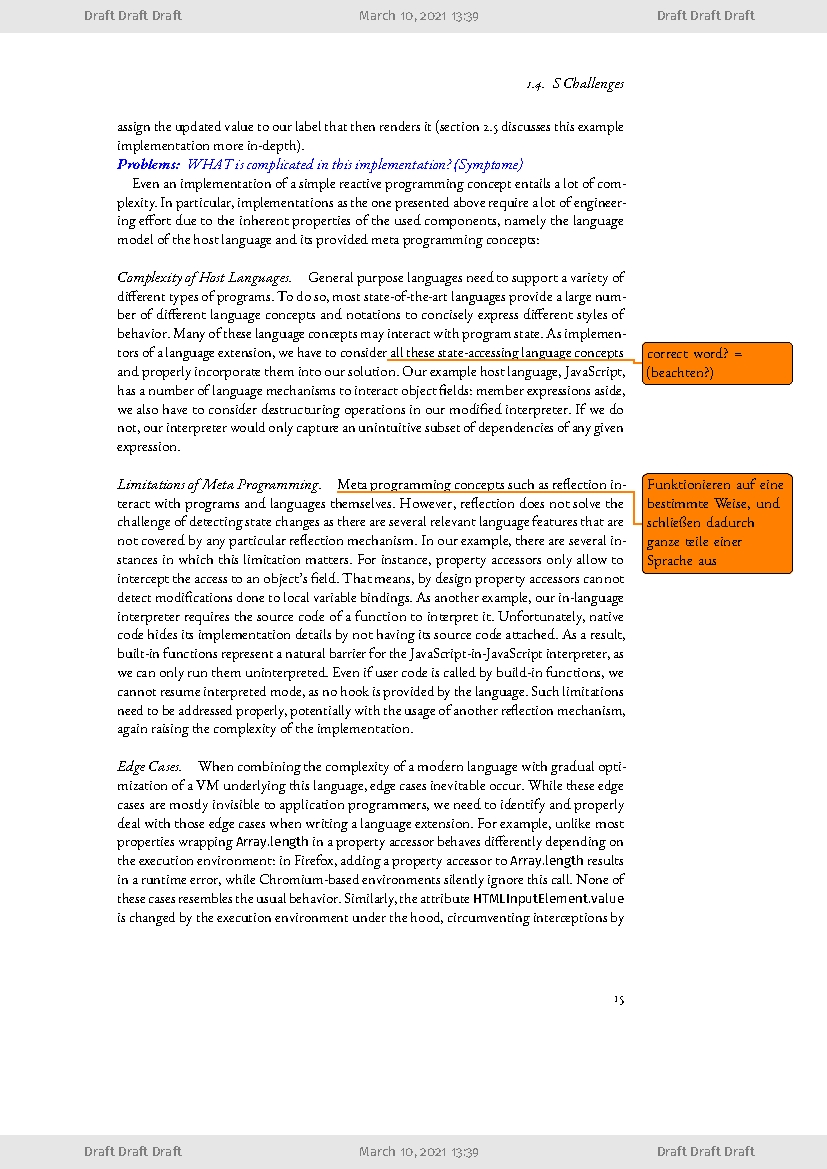 Draft Draft Draft March 10, 2021 13:39 Draft Draft Draft
1.4. S Challenges
assign the updated value to our label that then renders it (section 2.5 discusses this example
implementation more in-depth).
Problems: WHAT is complicated in this implementation? (Symptome)
Even an implementation of a simple reactive programming concept entails a lot of com-
plexity. In particular, implementations as the one presented above require a lot of engineer-
ing effort due to the inherent properties of the used components, namely the language
model of the host language and its provided meta programming concepts:
Complexity of Host Languages. General purpose languages need to support a variety of
different types of programs. To do so, most state-of-the-art languages provide a large num-
ber of different language concepts and notations to concisely express different styles of
behavior. Many of these language concepts may interact with program state. As implemen-
tors of a language extension, we have to consider all these state-accessing language concepts
and properly incorporate them into our solution. Our example host language, JavaScript,
has a number of language mechanisms to interact object fields: member expressions aside,
we also have to consider destructuring operations in our modified interpreter. If we do
not, our interpreter would only capture an unintuitive subset of dependencies of any given
expression.
correct word? =
(beachten?)
Limitations of Meta Programming. Meta programming concepts such as reflection in-
teract with programs and languages themselves. However, reflection does not solve the
challenge of detecting state changes as there are several relevant language features that are
not covered by any particular reflection mechanism. In our example, there are several in-
stances in which this limitation matters. For instance, property accessors only allow to
intercept the access to an object's field. That means, by design property accessors cannot
detect modifications done to local variable bindings. As another example, our in-language
interpreter requires the source code of a function to interpret it. Unfortunately, native
code hides its implementation details by not having its source code attached. As a result,
built-in functions represent a natural barrier for the JavaScript-in-JavaScript interpreter, as
we can only run them uninterpreted. Even if user code is called by build-in functions, we
cannot resume interpreted mode, as no hook is provided by the language. Such limitations
need to be addressed properly, potentially with the usage of another reflection mechanism,
again raising the complexity of the implementation.
Funktionieren auf eine
bestimmte Weise, und
schließen dadurch
ganze teile einer
Sprache aus
Edge Cases. When combining the complexity of a modern language with gradual opti-
mization of a VM underlying this language, edge cases inevitable occur. While these edge
cases are mostly invisible to application programmers, we need to identify and properly
deal with those edge cases when writing a language extension. For example, unlike most
properties wrapping Array.length in a property accessor behaves differently depending on
the execution environment: in Firefox, adding a property accessor to Array.length results
in a runtime error, while Chromium-based environments silently ignore this call. None of
these cases resembles the usual behavior. Similarly, the attribute HTMLInputElement.value
is changed by the execution environment under the hood, circumventing interceptions by
15
Draft Draft Draft March 10, 2021 13:39 Draft Draft Draft